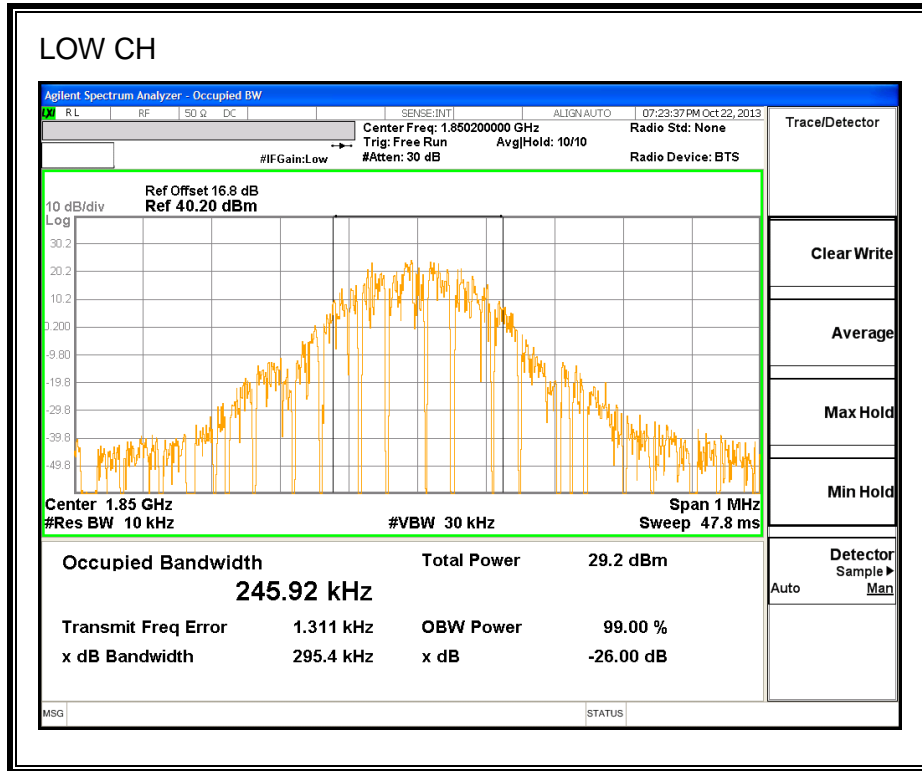 LOW CH
Agilent Spectrum Analyzer - Occupied BW
LXI RL RF 50 Ω DC SENSE:INT ALIGN AUTO 07:23:37 PM Oct 22, 2013
Center Freq: 1.850200000 GHz Radio Std: None
Trig: Free Run Avg|Hold: 10/10
#IFGain:Low #Atten: 30 dB Radio Device: BTS
Trace/Detector
Ref Offset 16.8 dB
10 dB/div Ref 40.20 dBm
Log
30.2
20.2
10.2
0.200
-9.80
-19.8
-29.8
-39.8
-49.8
Center 1.85 GHz Span 1 MHz
#Res BW 10 kHz #VBW 30 kHz Sweep 47.8 ms
Clear Write
Average
Max Hold
Min Hold
Detector
Sample▶
Auto Man
Occupied Bandwidth Total Power 29.2 dBm
245.92 kHz
Transmit Freq Error 1.311 kHz OBW Power 99.00 %
x dB Bandwidth 295.4 kHz x dB -26.00 dB
MSG STATUS